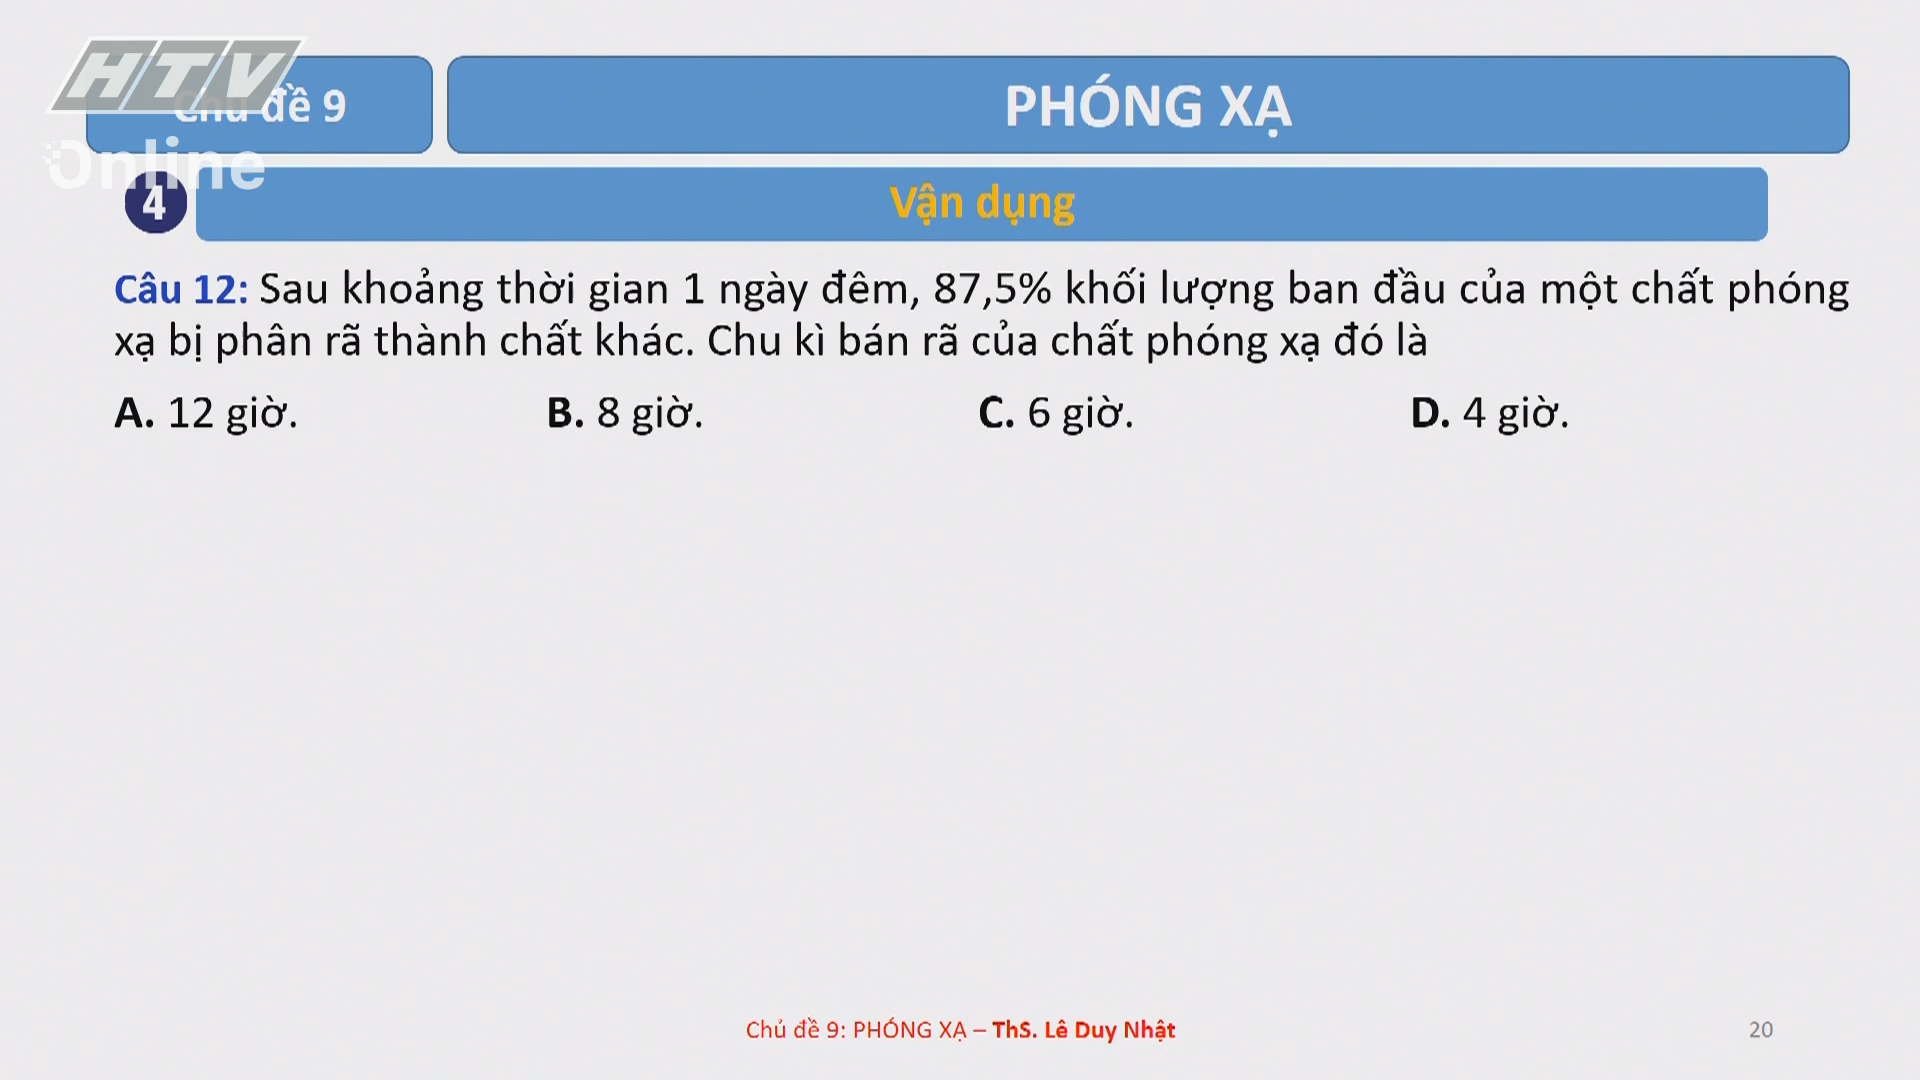 HTV
Online
Chủ đề 9
PHÓNG XẠ
4
Vận dụng
Câu 12: Sau khoảng thời gian 1 ngày đêm, 87,5% khối lượng ban đầu của một chất phóng
xạ bị phân rã thành chất khác. Chu kì bán rã của chất phóng xạ đó là
A. 12 giờ. B. 8 giờ. C. 6 giờ. D. 4 giờ.
Chủ đề 9: PHÓNG XẠ – ThS. Lê Duy Nhật
20